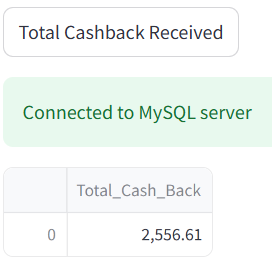 Total Cashback Received
Connected to MySQL server
Total_Cash_Back
0 2,556.61